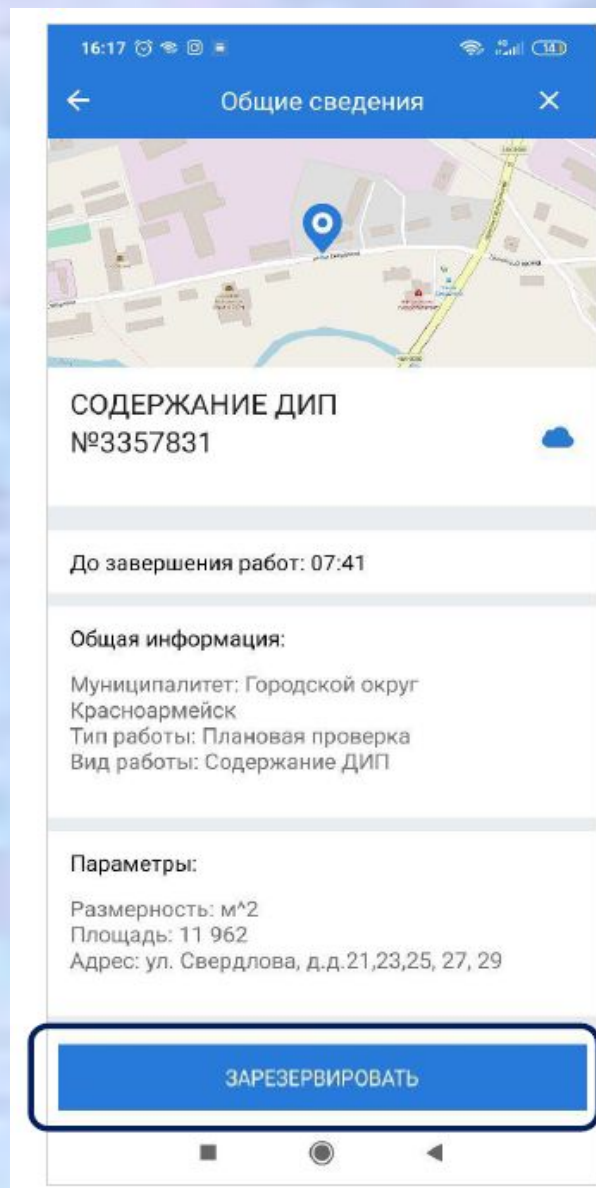 16:17
4G
14
Общие сведения
СОДЕРЖАНИЕ ДИП
№3357831
До завершения работ: 07:41
Общая информация:
Муниципалитет: Городской округ
Красноармейск
Тип работы: Плановая проверка
Вид работы: Содержание ДИП
Параметры:
Размерность: м^2
Площадь: 11 962
Адрес: ул. Свердлова, д.д.21,23,25, 27, 29
ЗАРЕЗЕРВИРОВАТЬ